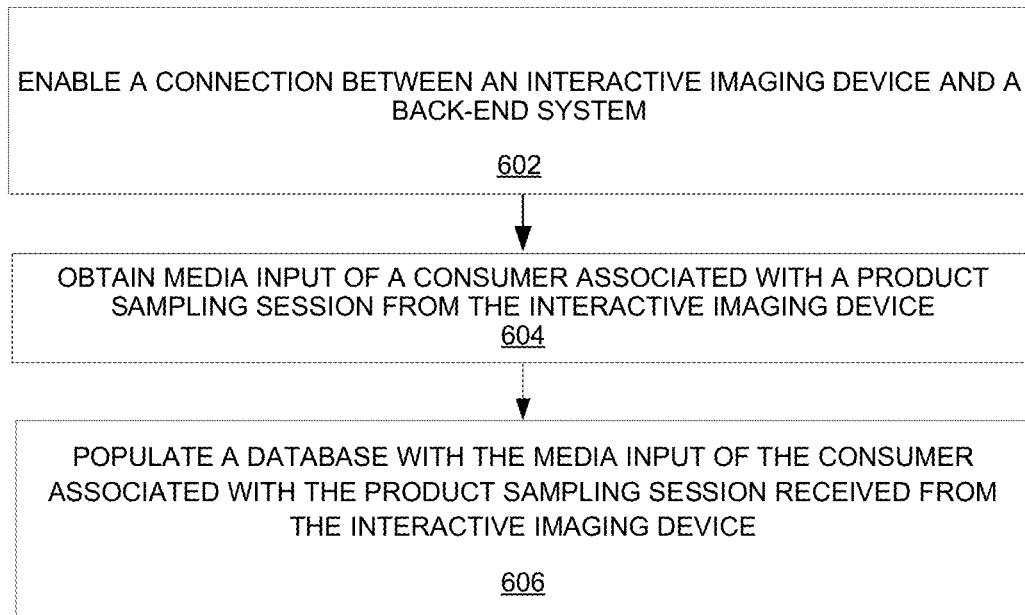 ENABLE A CONNECTION BETWEEN AN INTERACTIVE IMAGING DEVICE AND A
BACK-END SYSTEM
602
OBTAIN MEDIA INPUT OF A CONSUMER ASSOCIATED WITH A PRODUCT
SAMPLING SESSION FROM THE INTERACTIVE IMAGING DEVICE
604
POPULATE A DATABASE WITH THE MEDIA INPUT OF THE CONSUMER
ASSOCIATED WITH THE PRODUCT SAMPLING SESSION RECEIVED FROM
THE INTERACTIVE IMAGING DEVICE
606